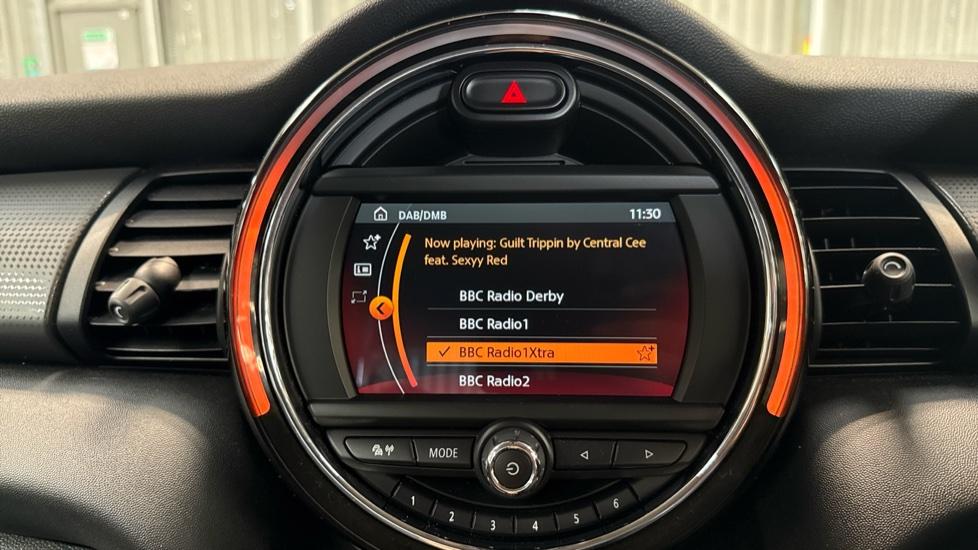 DAB/DMB 11:30
Now playing: Guilt Trippin by Central Cee
feat. Sexyy Red
BBC Radio Derby
BBC Radio1
BBC Radio1Xtra
BBC Radio2
MODE
1 2 3 4 5 6